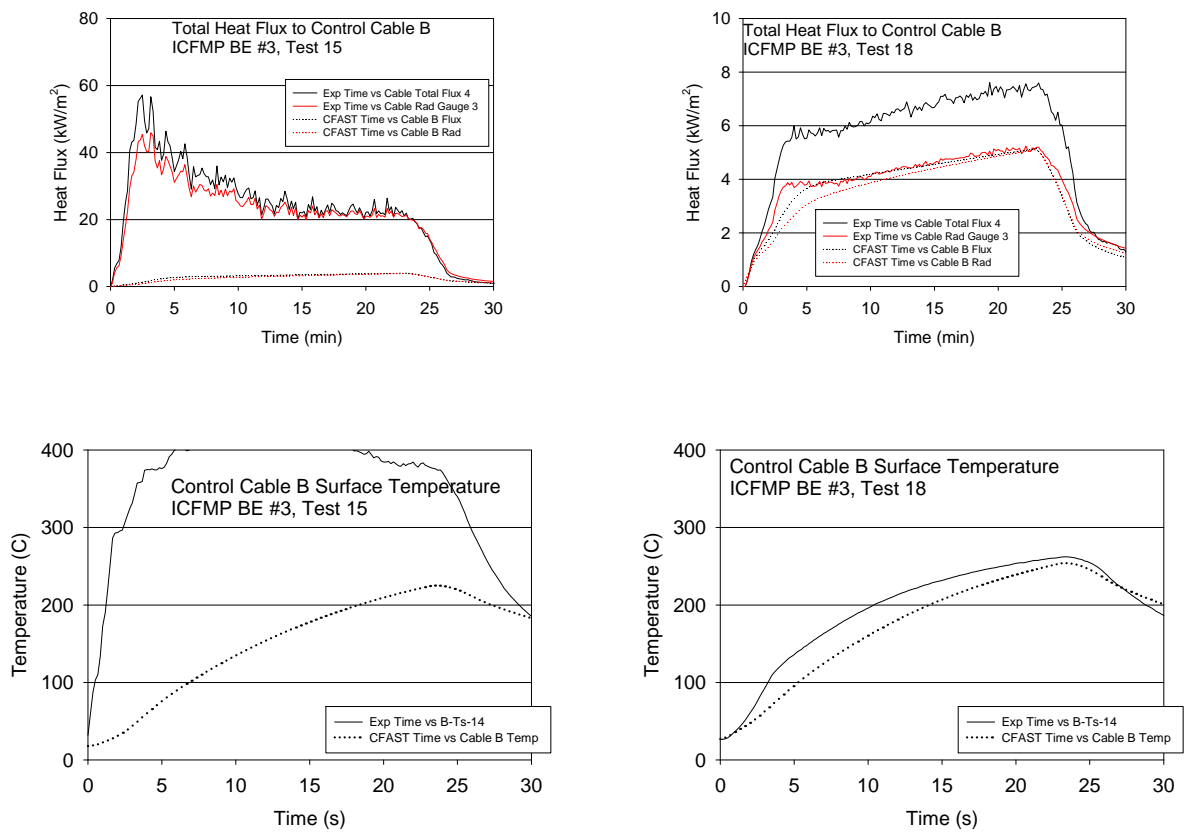 Total Heat Flux to Control Cable B
ICFMP BE #3, Test 15
Heat Flux (kW/m²)
80
60
40
20
0
Exp Time vs Cable Total Flux 4
Exp Time vs Cable Rad Gauge 3
CFAST Time vs Cable B Flux
CFAST Time vs Cable B Rad
0 5 10 15 20 25 30
Time (min)
Total Heat Flux to Control Cable B
ICFMP BE #3, Test 18
Heat Flux (kW/m²)
10
8
6
4
2
0
Exp Time vs Cable Total Flux 4
Exp Time vs Cable Rad Gauge 3
CFAST Time vs Cable B Flux
CFAST Time vs Cable B Rad
0 5 10 15 20 25 30
Time (min)
Control Cable B Surface Temperature
ICFMP BE #3, Test 15
Temperature (C)
400
300
200
100
0
Exp Time vs B-Ts-14
CFAST Time vs Cable B Temp
0 5 10 15 20 25 30
Time (s)
Control Cable B Surface Temperature
ICFMP BE #3, Test 18
Temperature (C)
400
300
200
100
0
Exp Time vs B-Ts-14
CFAST Time vs Cable B Temp
0 5 10 15 20 25 30
Time (s)